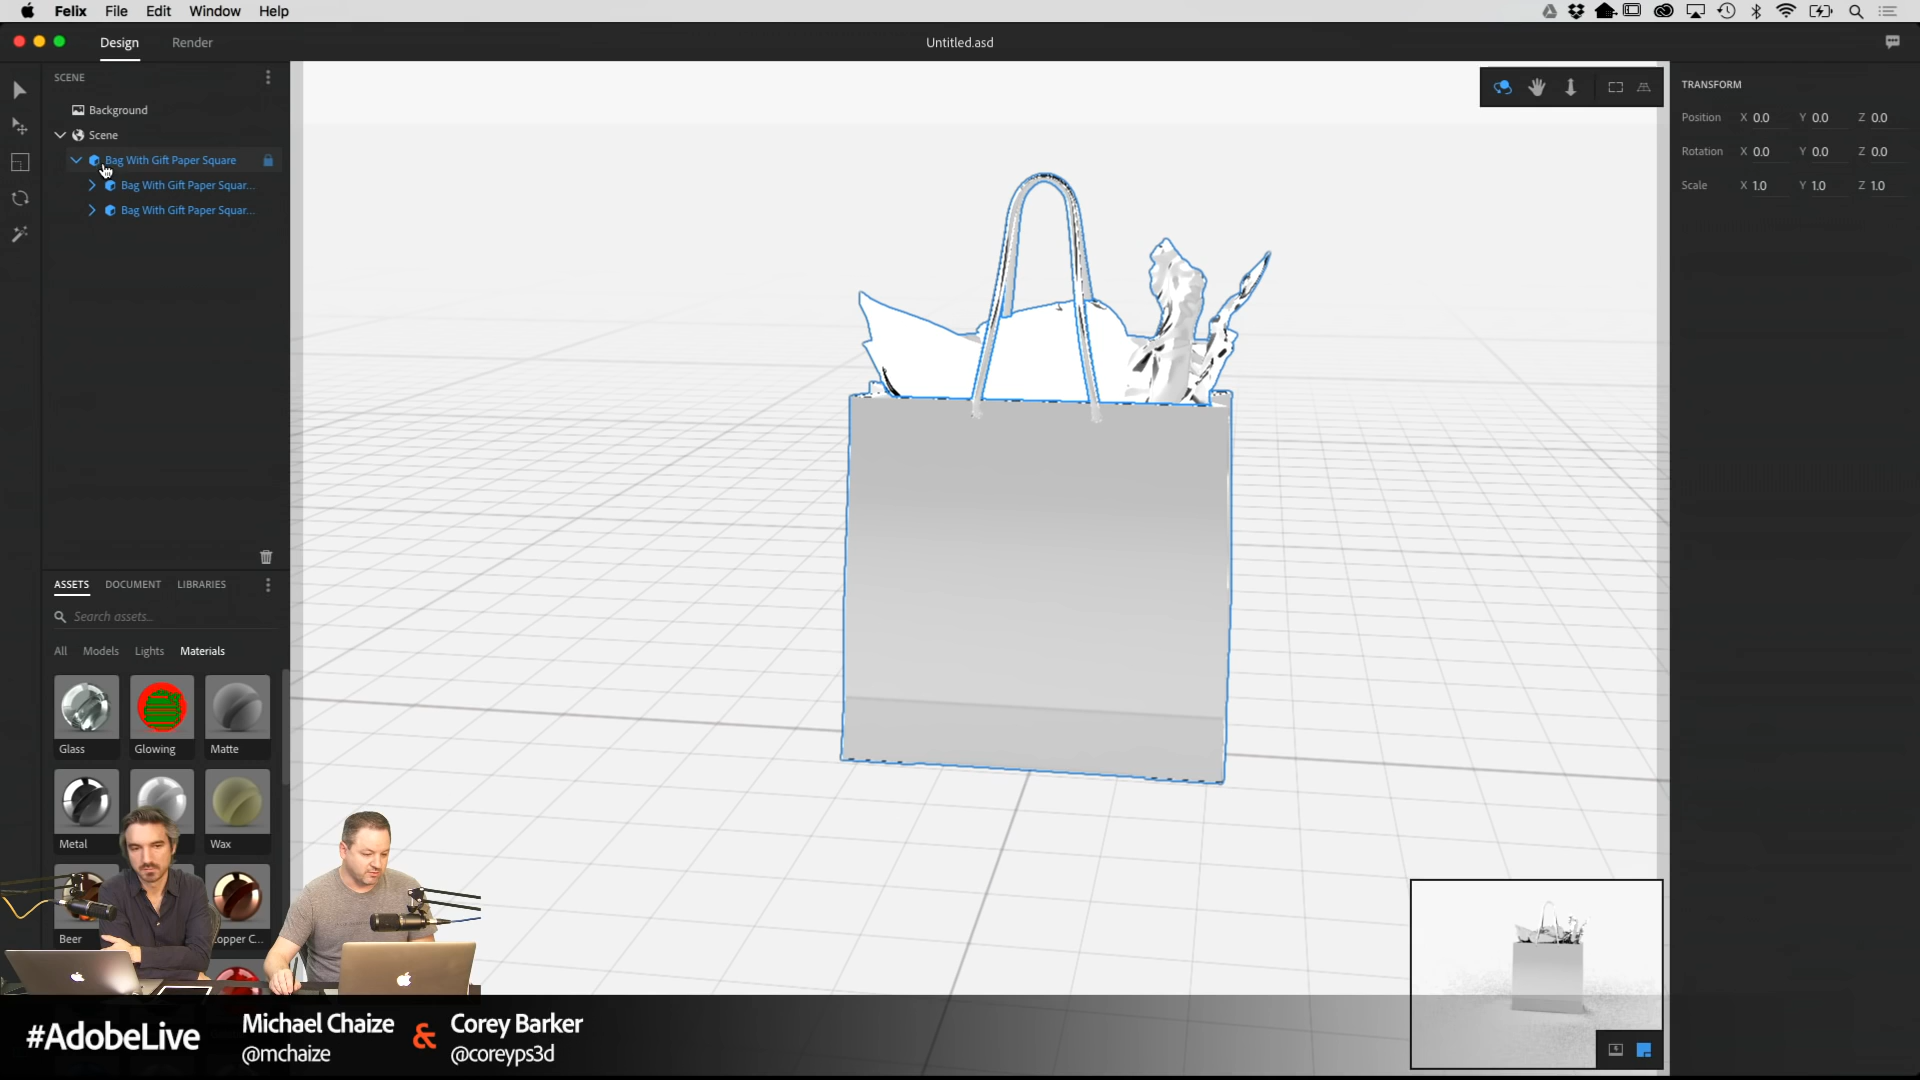 Felix File Edit Window Help
Design Render Untitled.asd
SCENE
Background
Scene
Bag With Gift Paper Square
Bag With Gift Paper Squar...
Bag With Gift Paper Squar...
ASSETS DOCUMENT LIBRARIES
Search assets...
All Models Lights Materials
Glass Glowing Matte
Metal Wax
Beer opper C...
TRANSFORM
Position X 0.0 Y 0.0 Z 0.0
Rotation X 0.0 Y 0.0 Z 0.0
Scale X 1.0 Y 1.0 Z 1.0
#AdobeLive
Michael Chaize & Corey Barker
@mchaize @coreyps3d